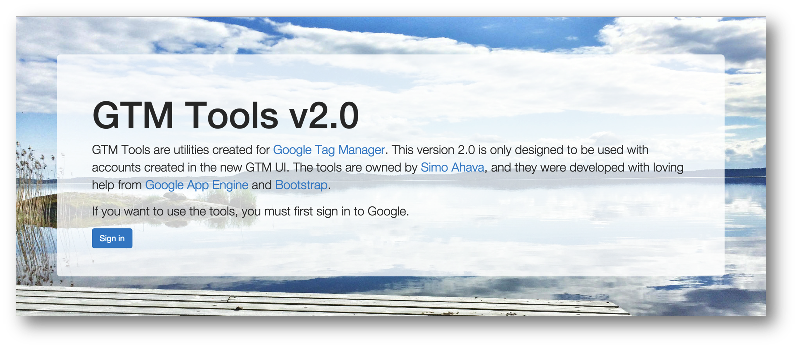 GTM Tools v2.0
GTM Tools are utilities created for Google Tag Manager. This version 2.0 is only designed to be used with
accounts created in the new GTM UI. The tools are owned by Simo Ahava, and they were developed with loving
help from Google App Engine and Bootstrap.
If you want to use the tools, you must first sign in to Google.
Sign in